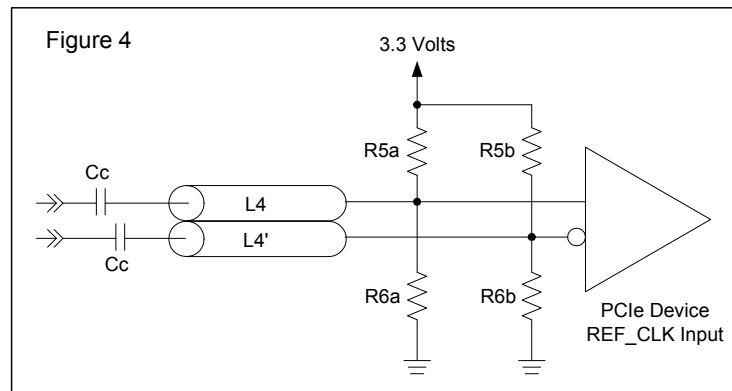 Figure 4
3.3 Volts
R5a
R5b
Cc
L4
L4'
Cc
R6a
R6b
PCIe Device
REF_CLK Input